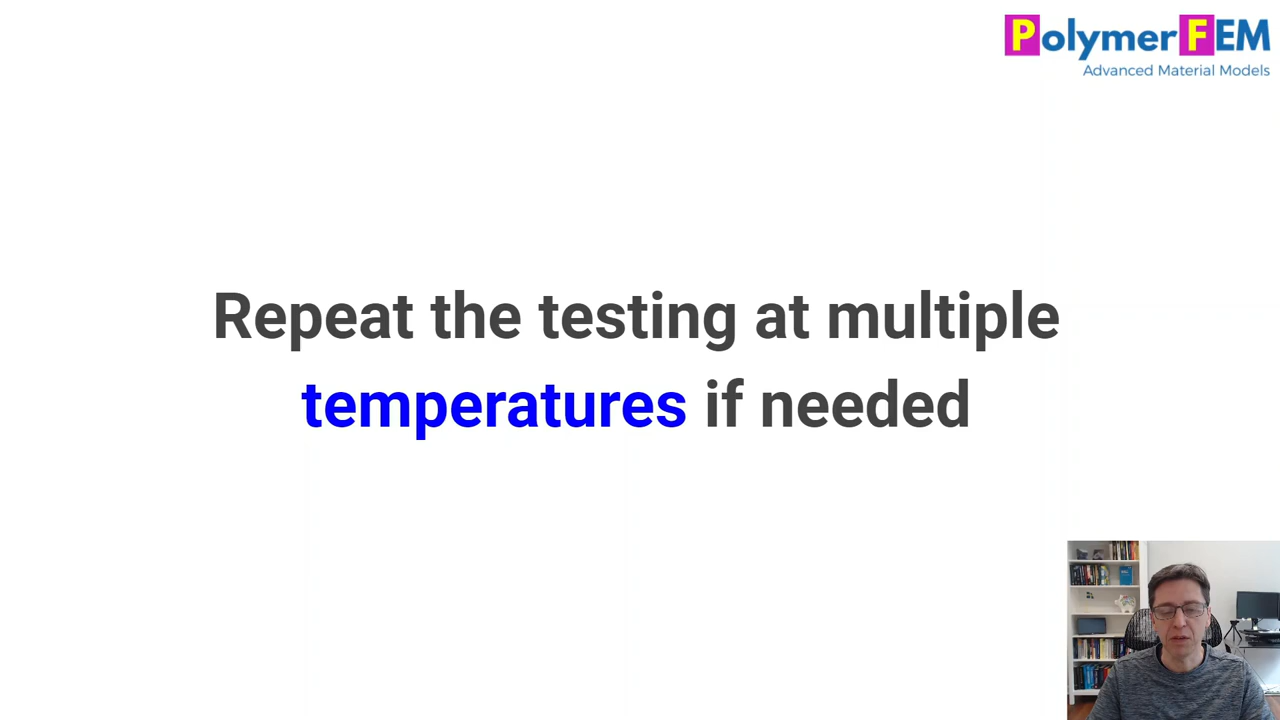 PolymerFEM
Advanced Material Models
Repeat the testing at multiple
temperatures if needed